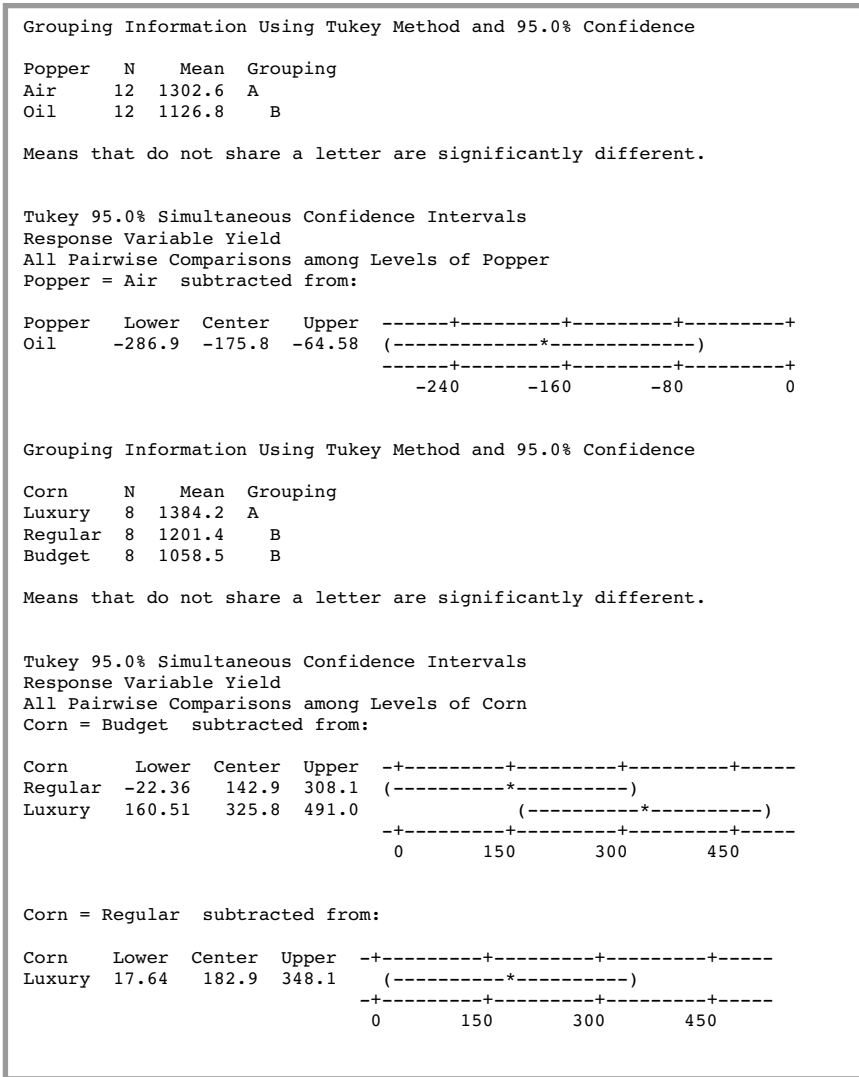 Grouping Information Using Tukey Method and 95.0% Confidence
Popper   N    Mean  Grouping
Air     12  1302.6  A
Oil     12  1126.8    B
Means that do not share a letter are significantly different.
Tukey 95.0% Simultaneous Confidence Intervals
Response Variable Yield
All Pairwise Comparisons among Levels of Popper
Popper = Air  subtracted from:
Popper   Lower  Center   Upper  ------+---------+---------+---------+
Oil     -286.9  -175.8  -64.58  (-------------*-------------)
                                ------+---------+---------+---------+
                                   -240      -160       -80         0
Grouping Information Using Tukey Method and 95.0% Confidence
Corn     N    Mean  Grouping
Luxury   8  1384.2  A
Regular  8  1201.4    B
Budget   8  1058.5    B
Means that do not share a letter are significantly different.
Tukey 95.0% Simultaneous Confidence Intervals
Response Variable Yield
All Pairwise Comparisons among Levels of Corn
Corn = Budget  subtracted from:
Corn      Lower  Center  Upper  -+---------+---------+---------+-----
Regular  -22.36   142.9  308.1  (----------*----------)
Luxury   160.51   325.8  491.0              (----------*----------)
                                -+---------+---------+---------+-----
                                 0       150       300       450
Corn = Regular  subtracted from:
Corn    Lower  Center  Upper  -+---------+---------+---------+-----
Luxury  17.64   182.9  348.1    (----------*----------)
                              -+---------+---------+---------+-----
                               0       150       300       450